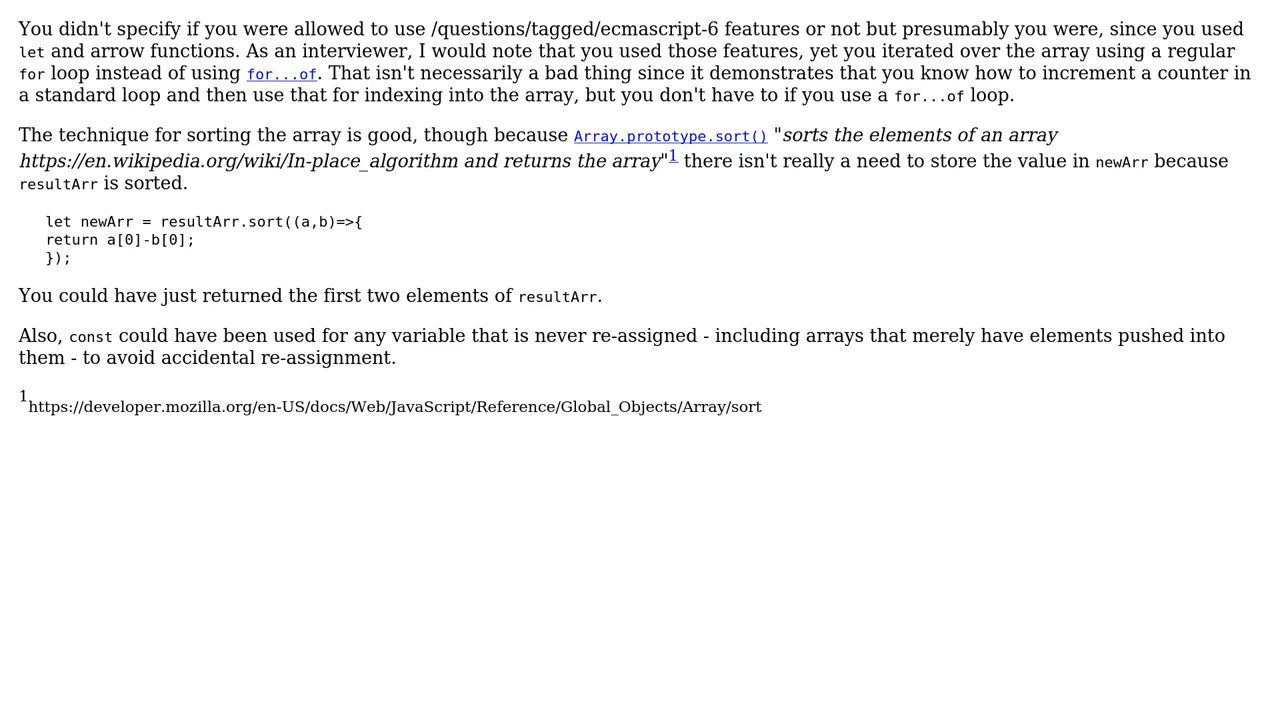 You didn't specify if you were allowed to use /questions/tagged/ecmascript-6 features or not but presumably you were, since you used
let and arrow functions. As an interviewer, I would note that you used those features, yet you iterated over the array using a regular
for loop instead of using for...of. That isn't necessarily a bad thing since it demonstrates that you know how to increment a counter in
a standard loop and then use that for indexing into the array, but you don't have to if you use a for...of loop.
The technique for sorting the array is good, though because Array.prototype.sort() "sorts the elements of an array
https://en.wikipedia.org/wiki/In-place_algorithm and returns the array"1 there isn't really a need to store the value in newArr because
resultArr is sorted.
let newArr = resultArr.sort((a,b)=>{
return a[0]-b[0];
});
You could have just returned the first two elements of resultArr.
Also, const could have been used for any variable that is never re-assigned - including arrays that merely have elements pushed into
them - to avoid accidental re-assignment.
1https://developer.mozilla.org/en-US/docs/Web/JavaScript/Reference/Global_Objects/Array/sort